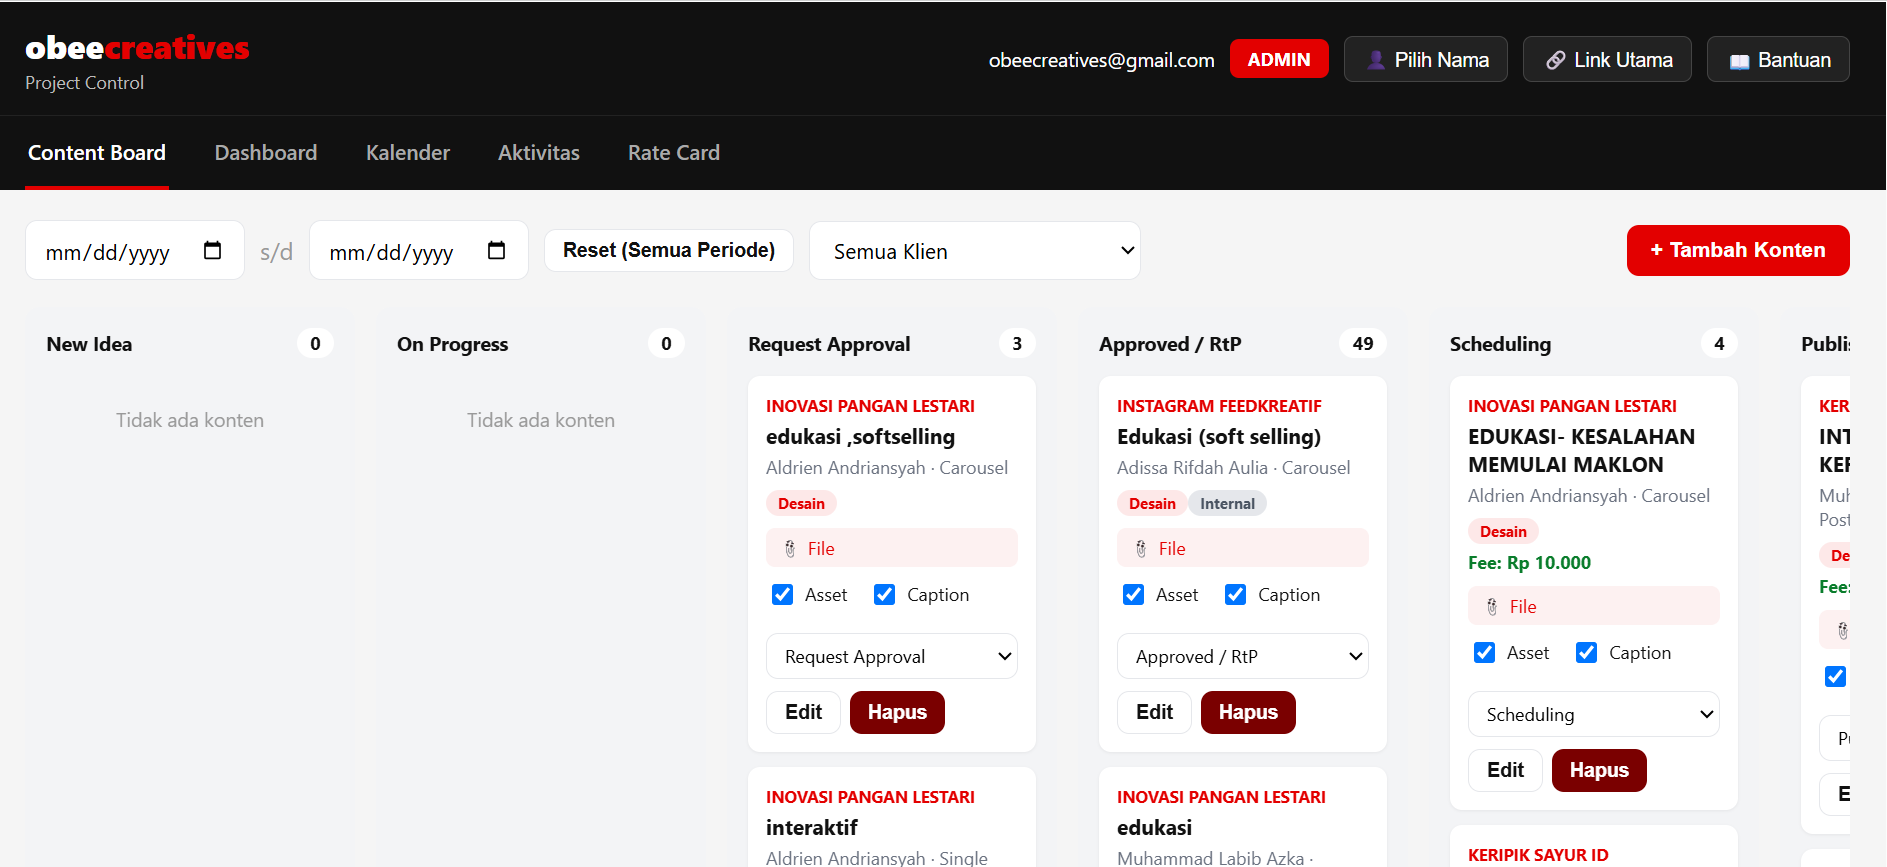 obeecreatives
Project Control
obeecreatives@gmail.com
ADMIN
Pilih Nama
Link Utama
Bantuan
Content Board
Dashboard
Kalender
Aktivitas
Rate Card
mm/dd/yyyy
s/d
mm/dd/yyyy
Reset (Semua Periode)
Semua Klien
+ Tambah Konten
New Idea
0
Tidak ada konten
On Progress
0
Tidak ada konten
Request Approval
3
INOVASI PANGAN LESTARI
edukasi ,softselling
Aldrien Andriansyah · Carousel
Desain
File
Asset
Caption
Request Approval
Edit
Hapus
INOVASI PANGAN LESTARI
interaktif
Aldrien Andriansyah · Single
Approved / RtP
49
INSTAGRAM FEEDKREATIF
Edukasi (soft selling)
Adissa Rifdah Aulia · Carousel
Desain
Internal
File
Asset
Caption
Approved / RtP
Edit
Hapus
INOVASI PANGAN LESTARI
edukasi
Muhammad Labib Azka ·
Scheduling
4
INOVASI PANGAN LESTARI
EDUKASI- KESALAHAN
MEMULAI MAKLON
Aldrien Andriansyah · Carousel
Desain
Fee: Rp 10.000
File
Asset
Caption
Scheduling
Edit
Hapus
KERIPIK SAYUR ID
Fee: